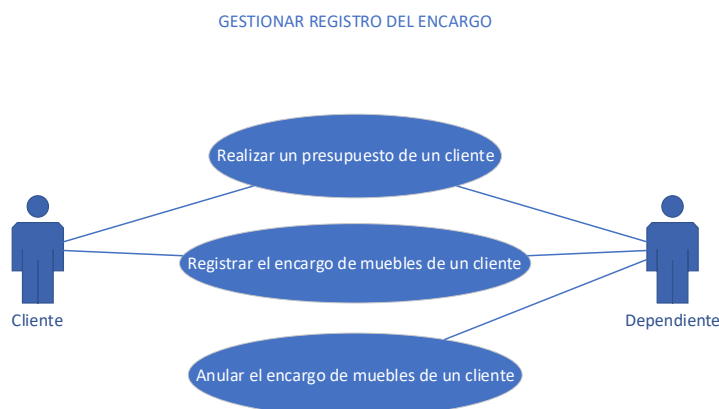 GESTIONAR REGISTRO DEL ENCARGO
Realizar un presupuesto de un cliente
Registrar el encargo de muebles de un cliente
Cliente
Dependiente
Anular el encargo de muebles de un cliente